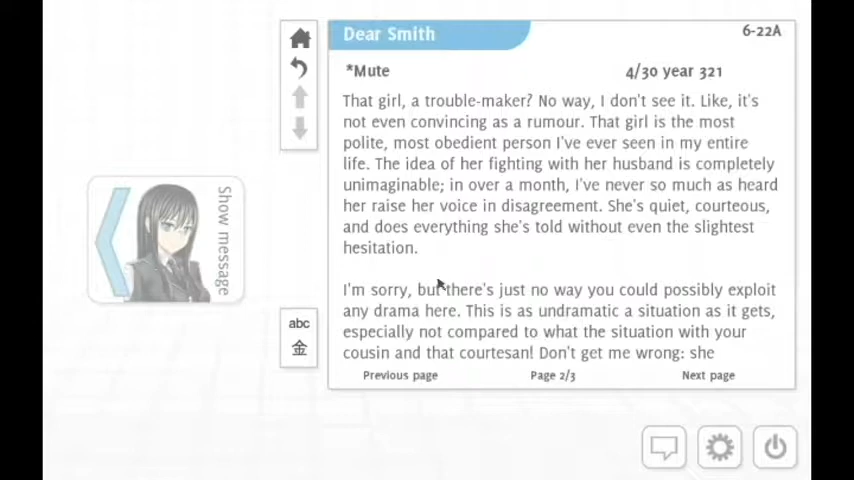 Dear Smith
6-22A
*Mute
4/30 year 321
That girl, a trouble-maker? No way, I don't see it. Like, it's
not even convincing as a rumour. That girl is the most
polite, most obedient person I've ever seen in my entire
life. The idea of her fighting with her husband is completely
unimaginable; in over a month, I've never so much as heard
her raise her voice in disagreement. She's quiet, courteous,
and does everything she's told without even the slightest
hesitation.
I'm sorry, but there's just no way you could possibly exploit
any drama here. This is as undramatic a situation as it gets,
especially not compared to what the situation with your
cousin and that courtesan! Don't get me wrong: she
Previous page
Page 2/3
Next page
Show message
abc
金